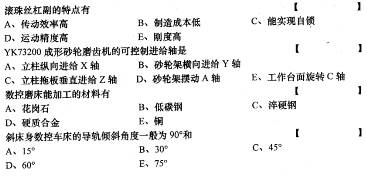 滚珠丝杠副的特点有 【 】
A、传动效率高 B、制造成本低 C、能实现自锁
D、运动精度高 E、刚度高
YK73200 成形砂轮磨齿机的可控制进给轴是 【 】
A、立柱纵向进给 X 轴 B、砂轮架横向进给 Y 轴
C、立柱拖板垂直进给 Z 轴 D、砂轮架摆动 A 轴 E、工作台面旋转 C 轴
数控磨床能加工的材料有 【 】
A、花岗石 B、低碳钢 C、淬硬钢
D、硬质合金 E、铜
斜床身数控车床的导轨倾斜角度一般为 90°和 【 】
A、15° B、30° C、45°
D、60° E、75°